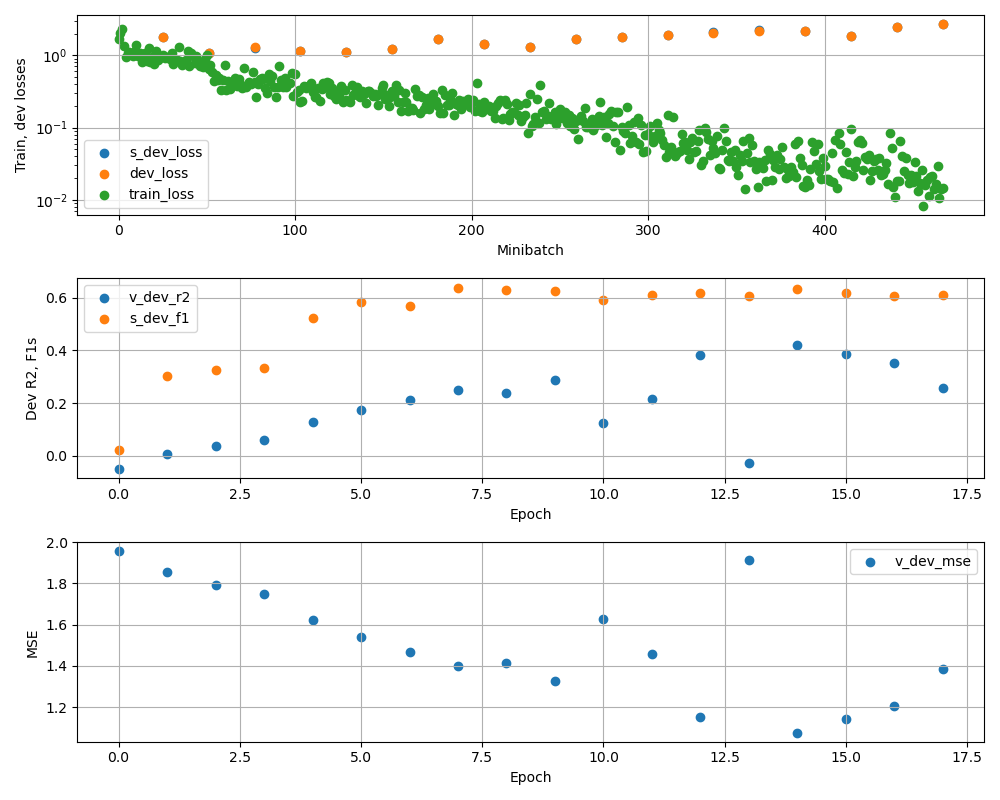 Train, dev losses
10^0
10^-1
10^-2
s_dev_loss
dev_loss
train_loss
0 100 200 300 400
Minibatch
Dev R2, F1s
0.6
0.4
0.2
0.0
v_dev_r2
s_dev_f1
0.0 2.5 5.0 7.5 10.0 12.5 15.0 17.5
Epoch
MSE
2.0
1.8
1.6
1.4
1.2
v_dev_mse
0.0 2.5 5.0 7.5 10.0 12.5 15.0 17.5
Epoch